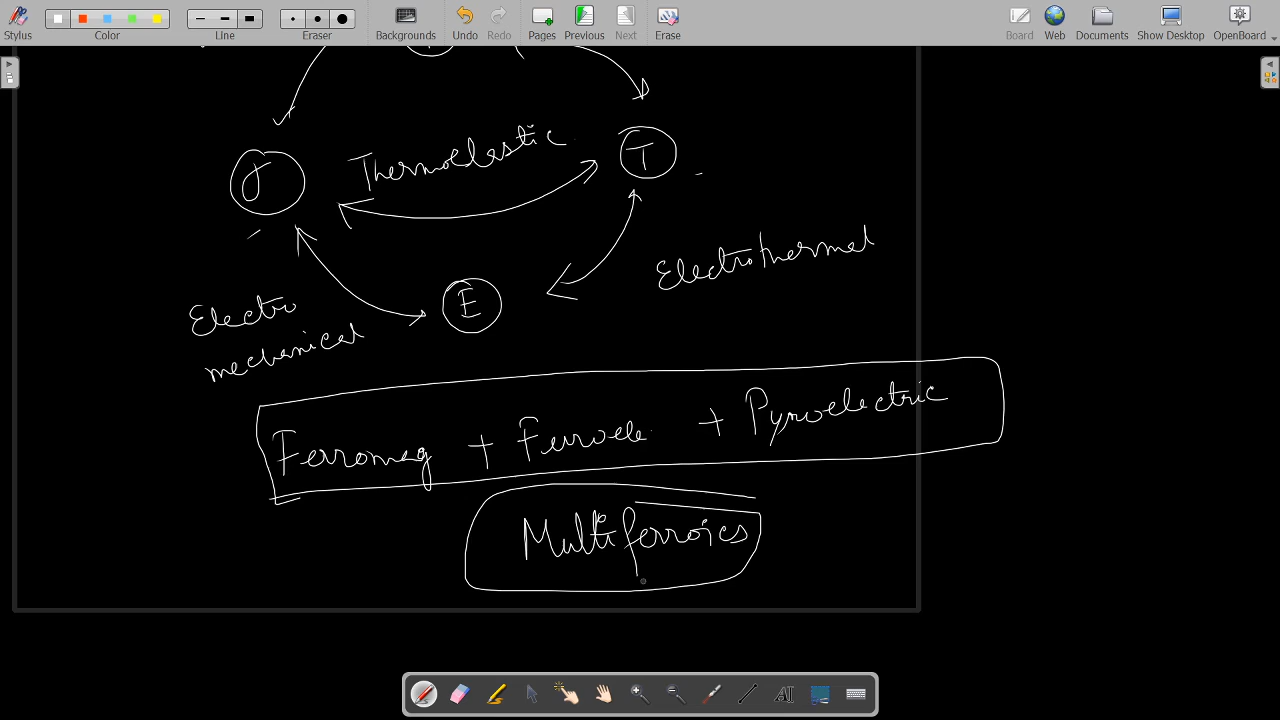 Stylus Color Line Eraser Backgrounds Undo Redo Pages Previous Next Erase Board Web Documents Show Desktop OpenBoard
Thermoelastic
T
σ
Electrothermal
E
Electro
mechanical
Ferromag + Ferroele + Pyroelectric
Multiferroics